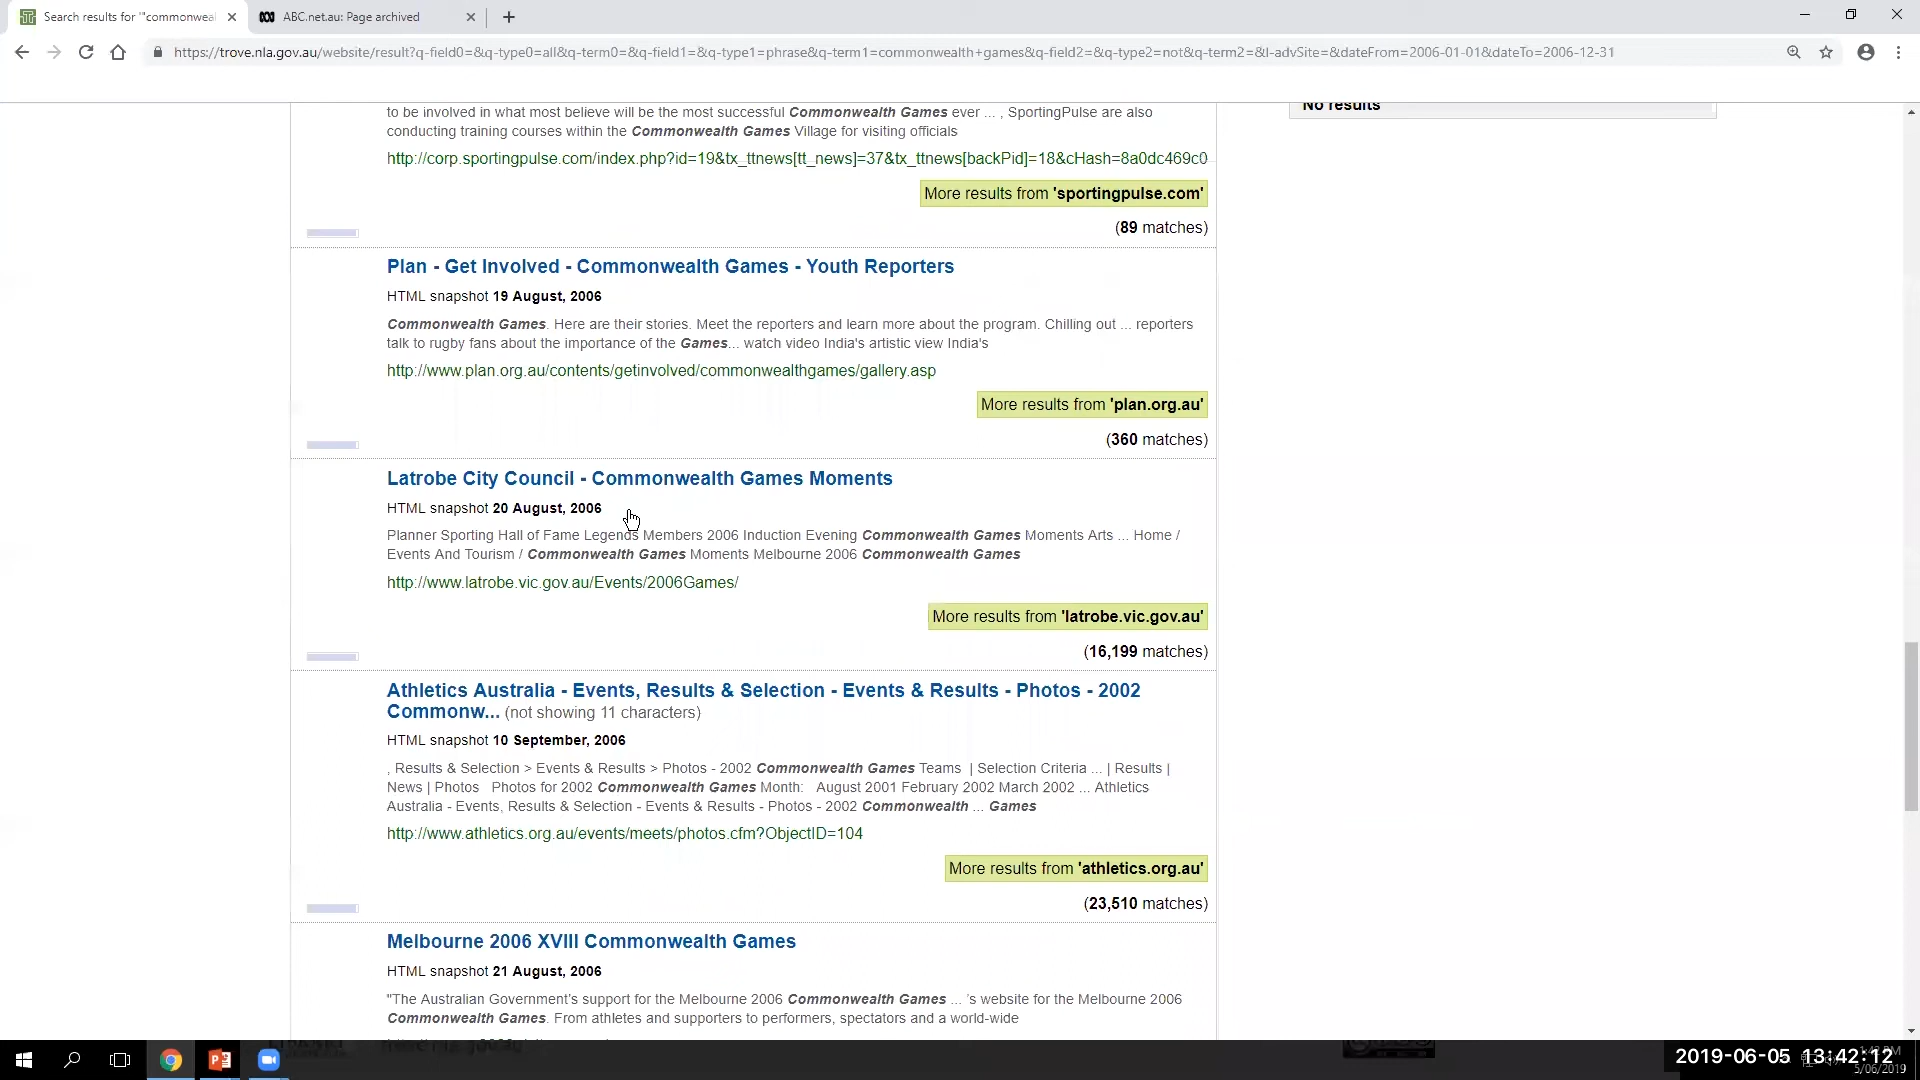 Search results for '"commonweal
ABC.net.au: Page archived
https://trove.nla.gov.au/website/result?q-field0=&q-type0=all&q-term0=&q-field1=&q-type1=phrase&q-term1=commonwealth+games&q-field2=&q-type2=not&q-term2=&l-advSite=&dateFrom=2006-01-01&dateTo=2006-12-31
No results
to be involved in what most believe will be the most successful Commonwealth Games ever ... , SportingPulse are also
conducting training courses within the Commonwealth Games Village for visiting officials
http://corp.sportingpulse.com/index.php?id=19&tx_ttnews[tt_news]=37&tx_ttnews[backPid]=18&cHash=8a0dc469c0
More results from 'sportingpulse.com'
(89 matches)
Plan - Get Involved - Commonwealth Games - Youth Reporters
HTML snapshot 19 August, 2006
Commonwealth Games. Here are their stories. Meet the reporters and learn more about the program. Chilling out ... reporters
talk to rugby fans about the importance of the Games... watch video India's artistic view India's
http://www.plan.org.au/contents/getinvolved/commonwealthgames/gallery.asp
More results from 'plan.org.au'
(360 matches)
Latrobe City Council - Commonwealth Games Moments
HTML snapshot 20 August, 2006
Planner Sporting Hall of Fame Legends Members 2006 Induction Evening Commonwealth Games Moments Arts ... Home /
Events And Tourism / Commonwealth Games Moments Melbourne 2006 Commonwealth Games
http://www.latrobe.vic.gov.au/Events/2006Games/
More results from 'latrobe.vic.gov.au'
(16,199 matches)
Athletics Australia - Events, Results & Selection - Events & Results - Photos - 2002
Commonw... (not showing 11 characters)
HTML snapshot 10 September, 2006
, Results & Selection > Events & Results > Photos - 2002 Commonwealth Games Teams | Selection Criteria ... | Results |
News | Photos Photos for 2002 Commonwealth Games Month: August 2001 February 2002 March 2002 ... Athletics
Australia - Events, Results & Selection - Events & Results - Photos - 2002 Commonwealth ... Games
http://www.athletics.org.au/events/meets/photos.cfm?ObjectID=104
More results from 'athletics.org.au'
(23,510 matches)
Melbourne 2006 XVIII Commonwealth Games
HTML snapshot 21 August, 2006
"The Australian Government's support for the Melbourne 2006 Commonwealth Games ... 's website for the Melbourne 2006
Commonwealth Games. From athletes and supporters to performers, spectators and a world-wide
2019-06-05 13:42:12
5/06/2019